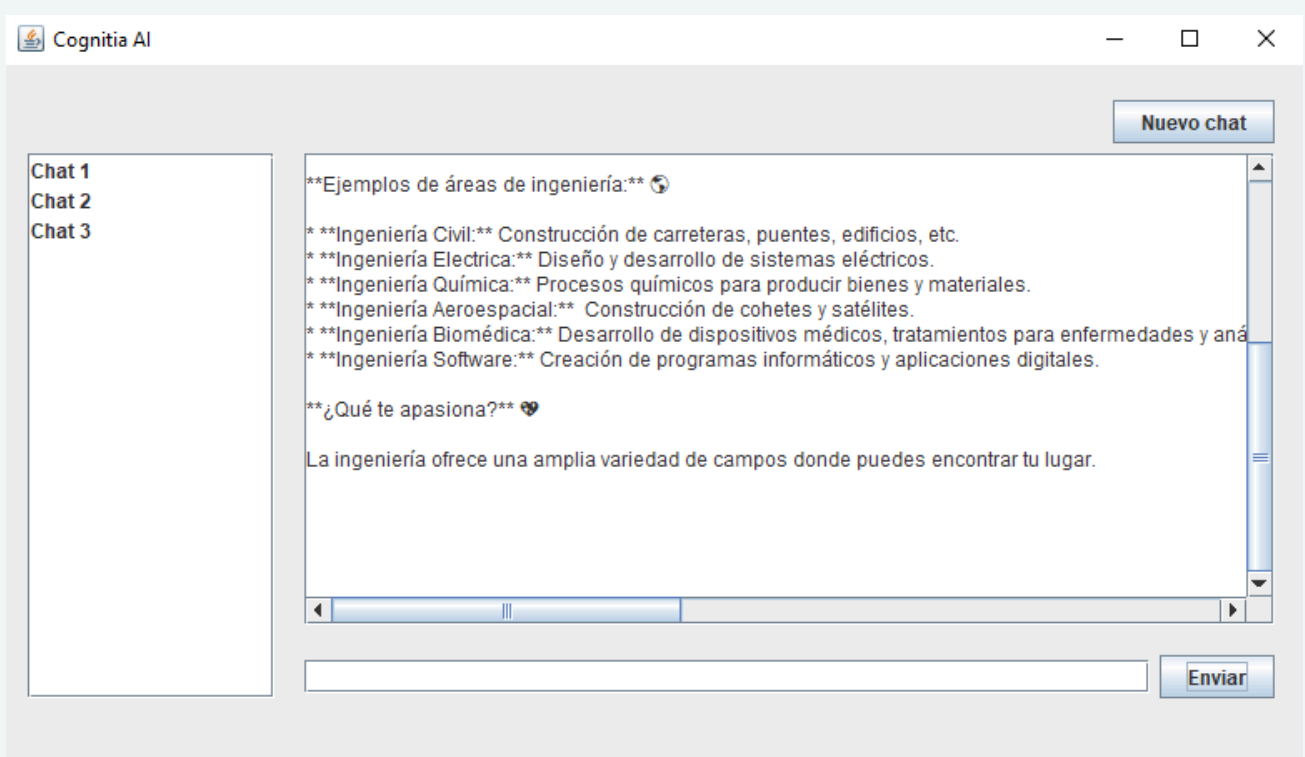 Cognitia AI
Nuevo chat
Chat 1
Chat 2
Chat 3
**Ejemplos de áreas de ingeniería:** 🌎
* **Ingeniería Civil:** Construcción de carreteras, puentes, edificios, etc.
* **Ingeniería Electrica:** Diseño y desarrollo de sistemas eléctricos.
* **Ingeniería Química:** Procesos químicos para producir bienes y materiales.
* **Ingeniería Aeroespacial:**  Construcción de cohetes y satélites.
* **Ingeniería Biomédica:** Desarrollo de dispositivos médicos, tratamientos para enfermedades y aná
* **Ingeniería Software:** Creación de programas informáticos y aplicaciones digitales.
**¿Qué te apasiona?** 💖
La ingeniería ofrece una amplia variedad de campos donde puedes encontrar tu lugar.
Enviar